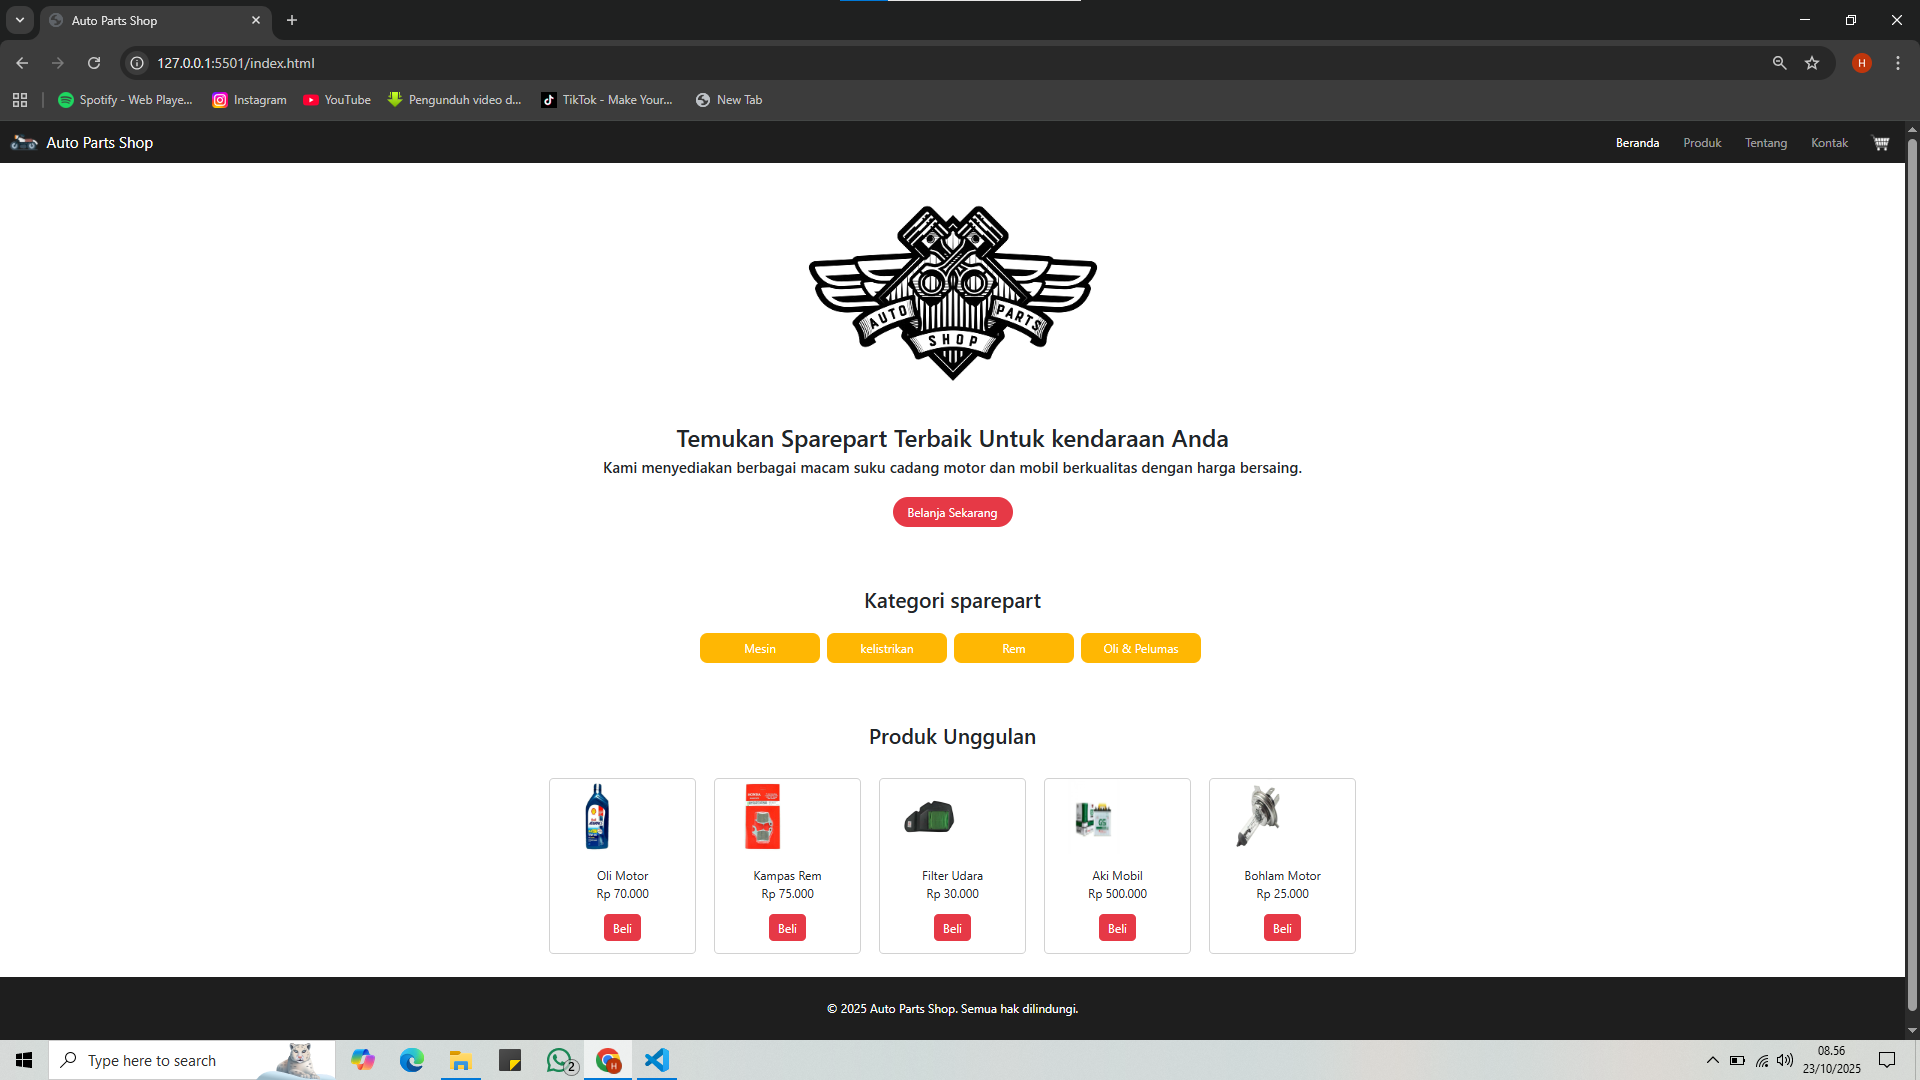 Auto Parts Shop
127.0.0.1:5501/index.html
H
Spotify - Web Playe...
Instagram
YouTube
Pengunduh video d...
TikTok - Make Your...
New Tab
Auto Parts Shop
Beranda
Produk
Tentang
Kontak
AUTO
PARTS
SHOP
Temukan Sparepart Terbaik Untuk kendaraan Anda
Kami menyediakan berbagai macam suku cadang motor dan mobil berkualitas dengan harga bersaing.
Belanja Sekarang
Kategori sparepart
Mesin
kelistrikan
Rem
Oli & Pelumas
Produk Unggulan
Oli Motor
Rp 70.000
Beli
Kampas Rem
Rp 75.000
Beli
Filter Udara
Rp 30.000
Beli
Aki Mobil
Rp 500.000
Beli
Bohlam Motor
Rp 25.000
Beli
© 2025 Auto Parts Shop. Semua hak dilindungi.
Type here to search
2
H
08.56
23/10/2025